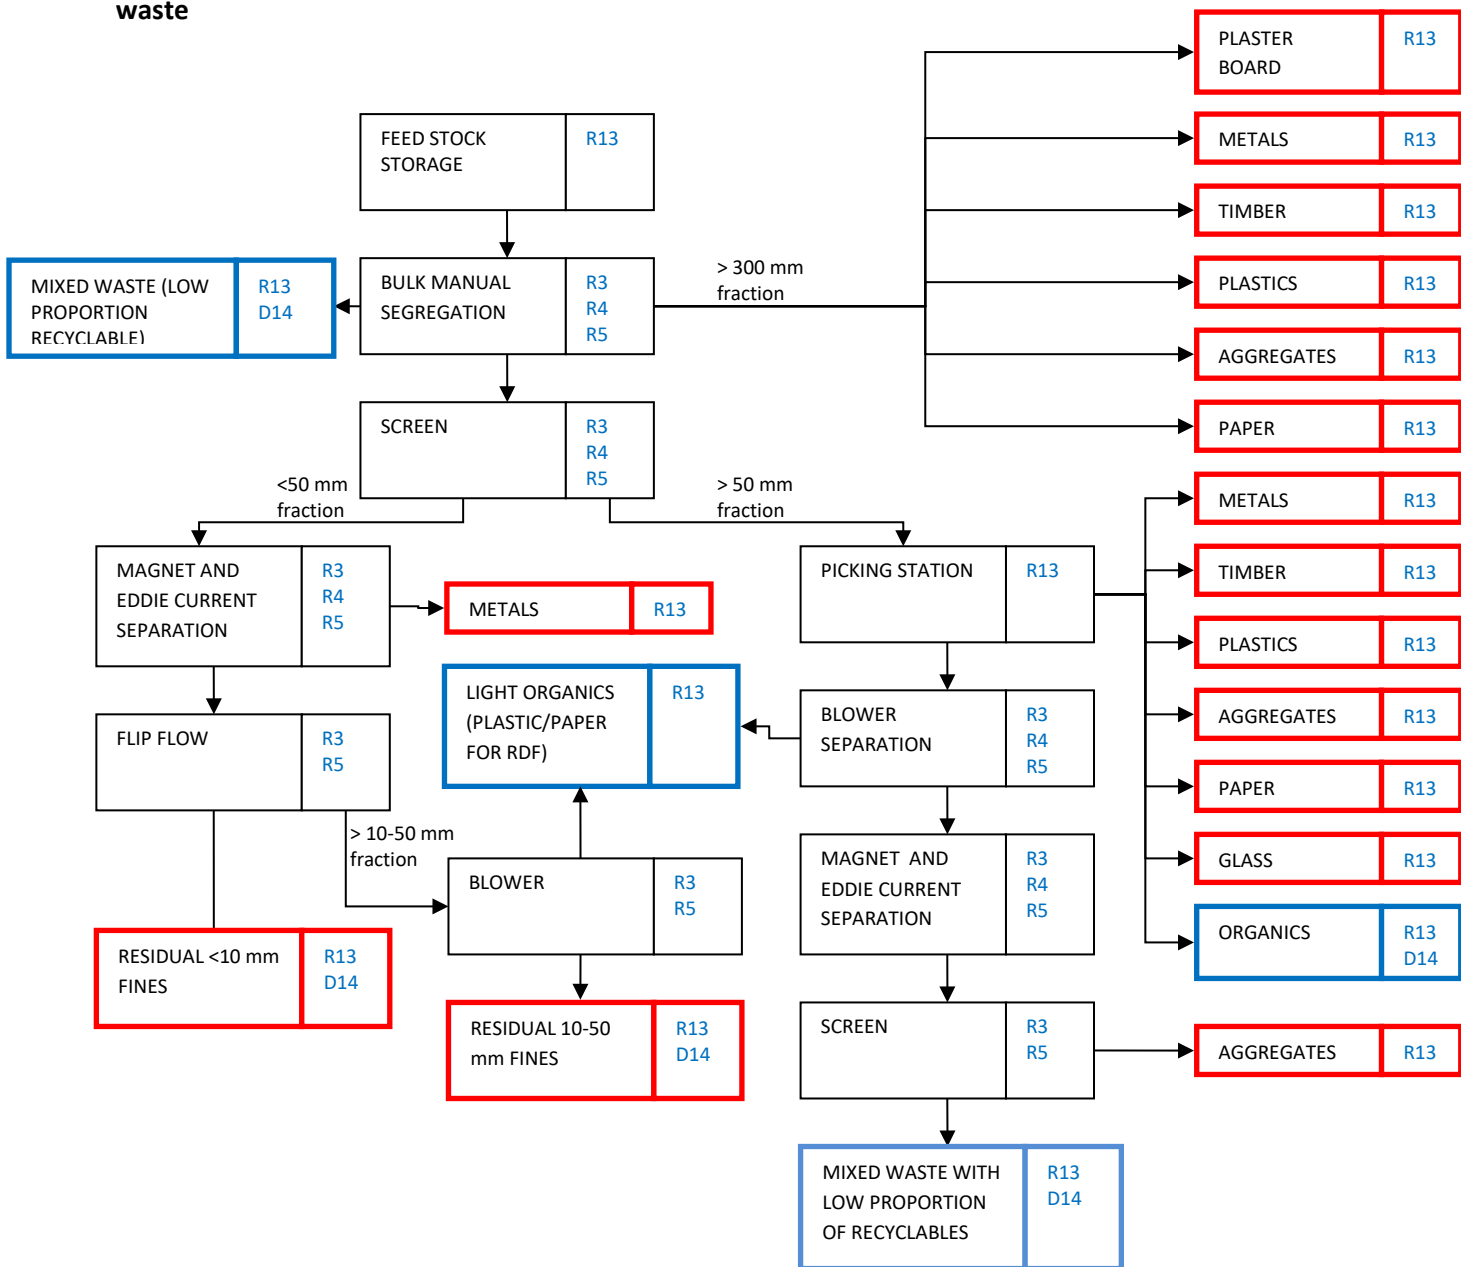 waste
PLASTER
BOARD
R13
METALS
R13
TIMBER
R13
PLASTICS
R13
AGGREGATES
R13
PAPER
R13
FEED STOCK
STORAGE
R13
> 300 mm
fraction
MIXED WASTE (LOW
PROPORTION
RECYCLABLE)
R13
D14
BULK MANUAL
SEGREGATION
R3
R4
R5
SCREEN
R3
R4
R5
<50 mm
fraction
> 50 mm
fraction
MAGNET AND
EDDIE CURRENT
SEPARATION
R3
R4
R5
METALS
R13
PICKING STATION
R13
METALS
R13
TIMBER
R13
PLASTICS
R13
AGGREGATES
R13
PAPER
R13
GLASS
R13
ORGANICS
R13
D14
FLIP FLOW
R3
R5
LIGHT ORGANICS
(PLASTIC/PAPER
FOR RDF)
R13
BLOWER
SEPARATION
R3
R4
R5
> 10-50 mm
fraction
BLOWER
R3
R5
MAGNET  AND
EDDIE CURRENT
SEPARATION
R3
R4
R5
RESIDUAL <10 mm
FINES
R13
D14
RESIDUAL 10-50
mm FINES
R13
D14
SCREEN
R3
R5
AGGREGATES
R13
MIXED WASTE WITH
LOW PROPORTION
OF RECYCLABLES
R13
D14